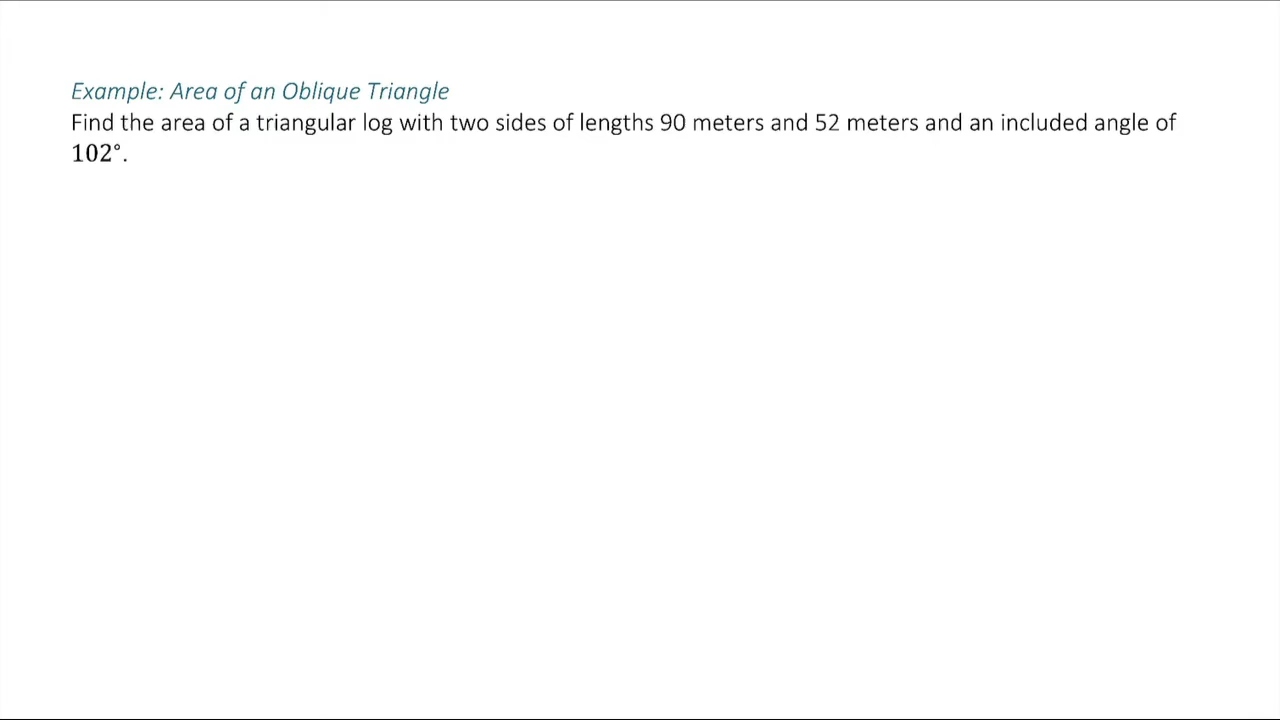 Example: Area of an Oblique Triangle
Find the area of a triangular log with two sides of lengths 90 meters and 52 meters and an included angle of
102°.